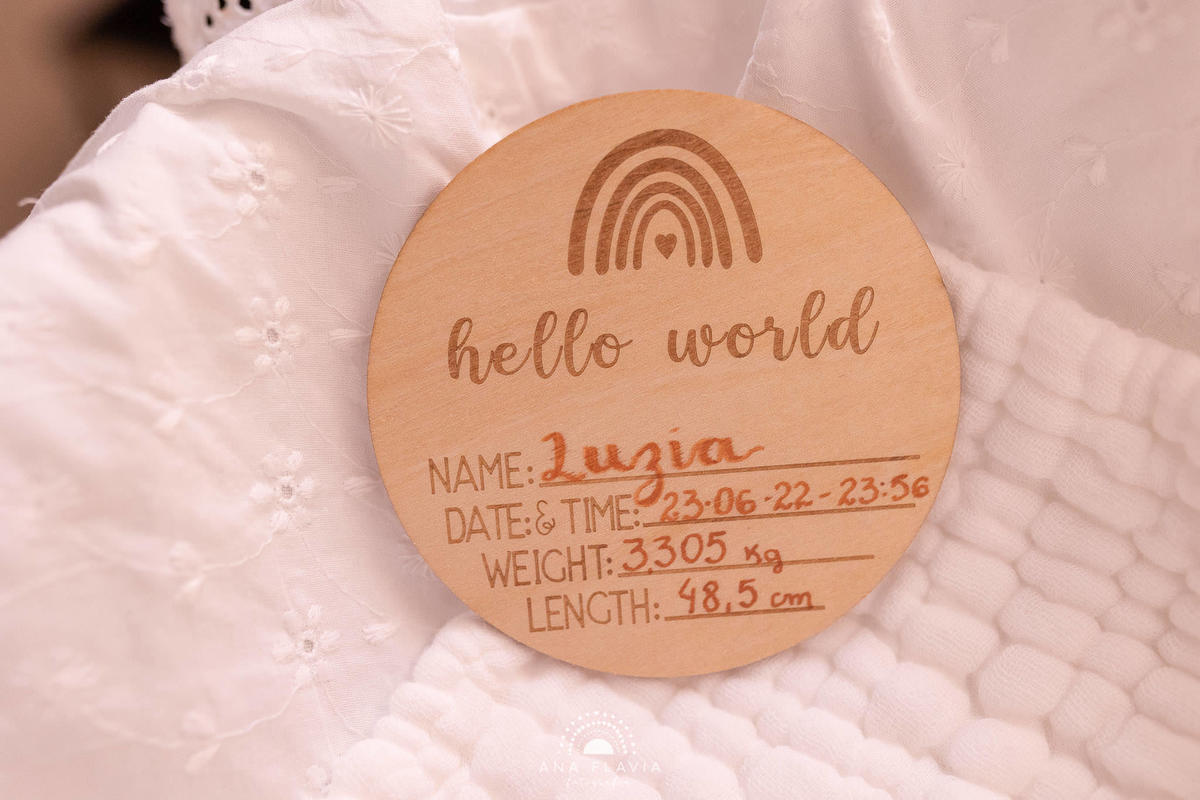 hello world
NAME: Luzia
DATE:& TIME: 23·06·22-23:56
WEIGHT: 3.305 Kg
LENGTH: 48,5 cm
ANA FLAVIA